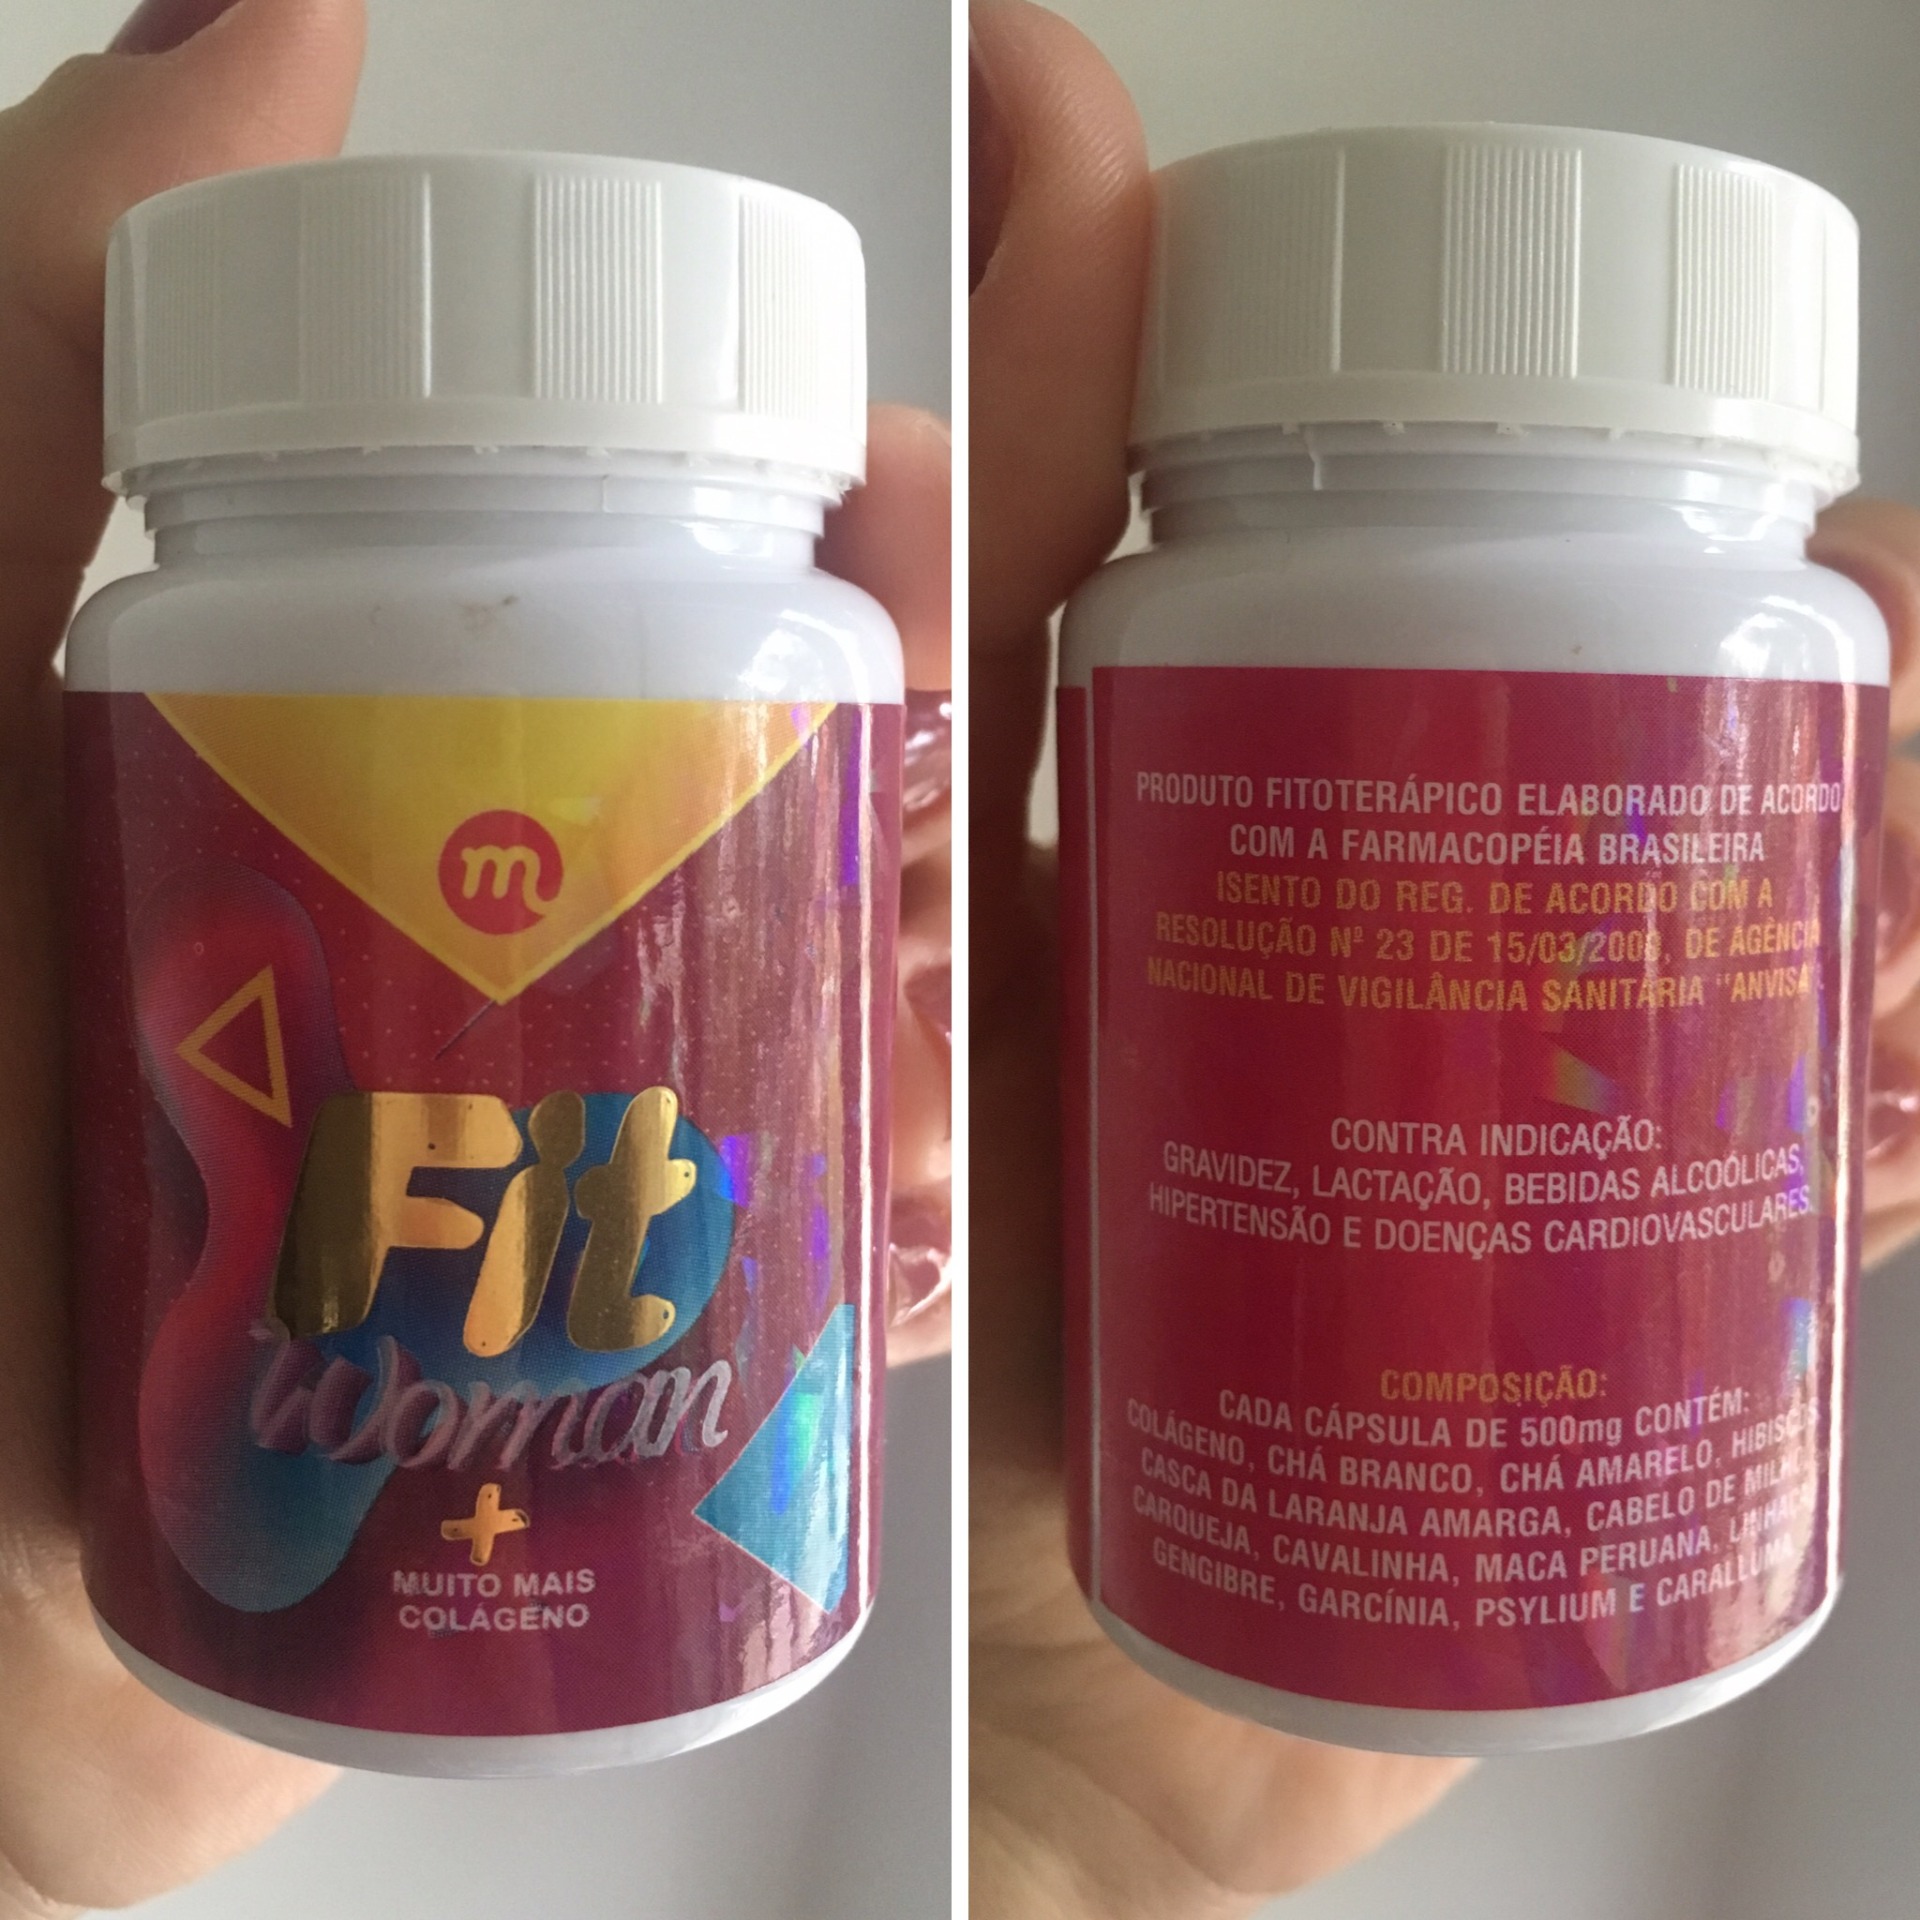 m
Fit
Woman
+
MUITO MAIS
COLÁGENO
PRODUTO FITOTERÁPICO ELABORADO DE ACORDO
COM A FARMACOPÉIA BRASILEIRA
ISENTO DO REG. DE ACORDO COM A
RESOLUÇÃO Nº 23 DE 15/03/2000, DE AGÊNCIA
NACIONAL DE VIGILÂNCIA SANITÁRIA "ANVISA".
CONTRA INDICAÇÃO:
GRAVIDEZ, LACTAÇÃO, BEBIDAS ALCOÓLICAS,
HIPERTENSÃO E DOENÇAS CARDIOVASCULARES.
COMPOSIÇÃO:
CADA CÁPSULA DE 500mg CONTÉM:
COLÁGENO, CHÁ BRANCO, CHÁ AMARELO, HIBISCUS,
CASCA DA LARANJA AMARGA, CABELO DE MILHO,
CARQUEJA, CAVALINHA, MACA PERUANA, LINHAÇA,
GENGIBRE, GARCÍNIA, PSYLIUM E CARALLUMA.